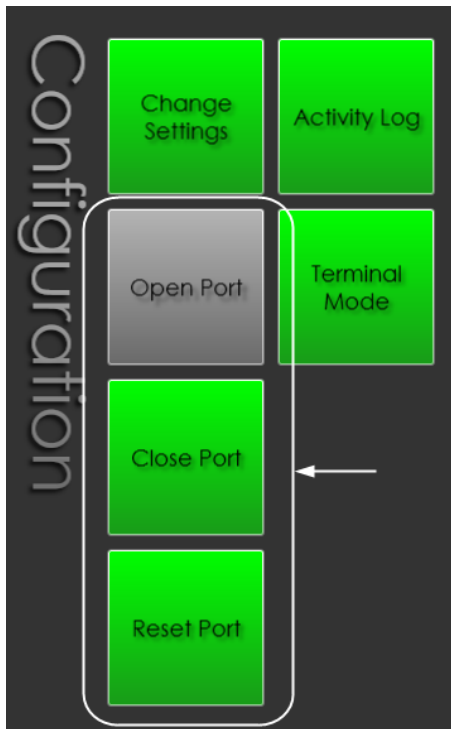 Configuration
Change
Settings
Activity Log
Open Port
Terminal
Mode
Close Port
Reset Port